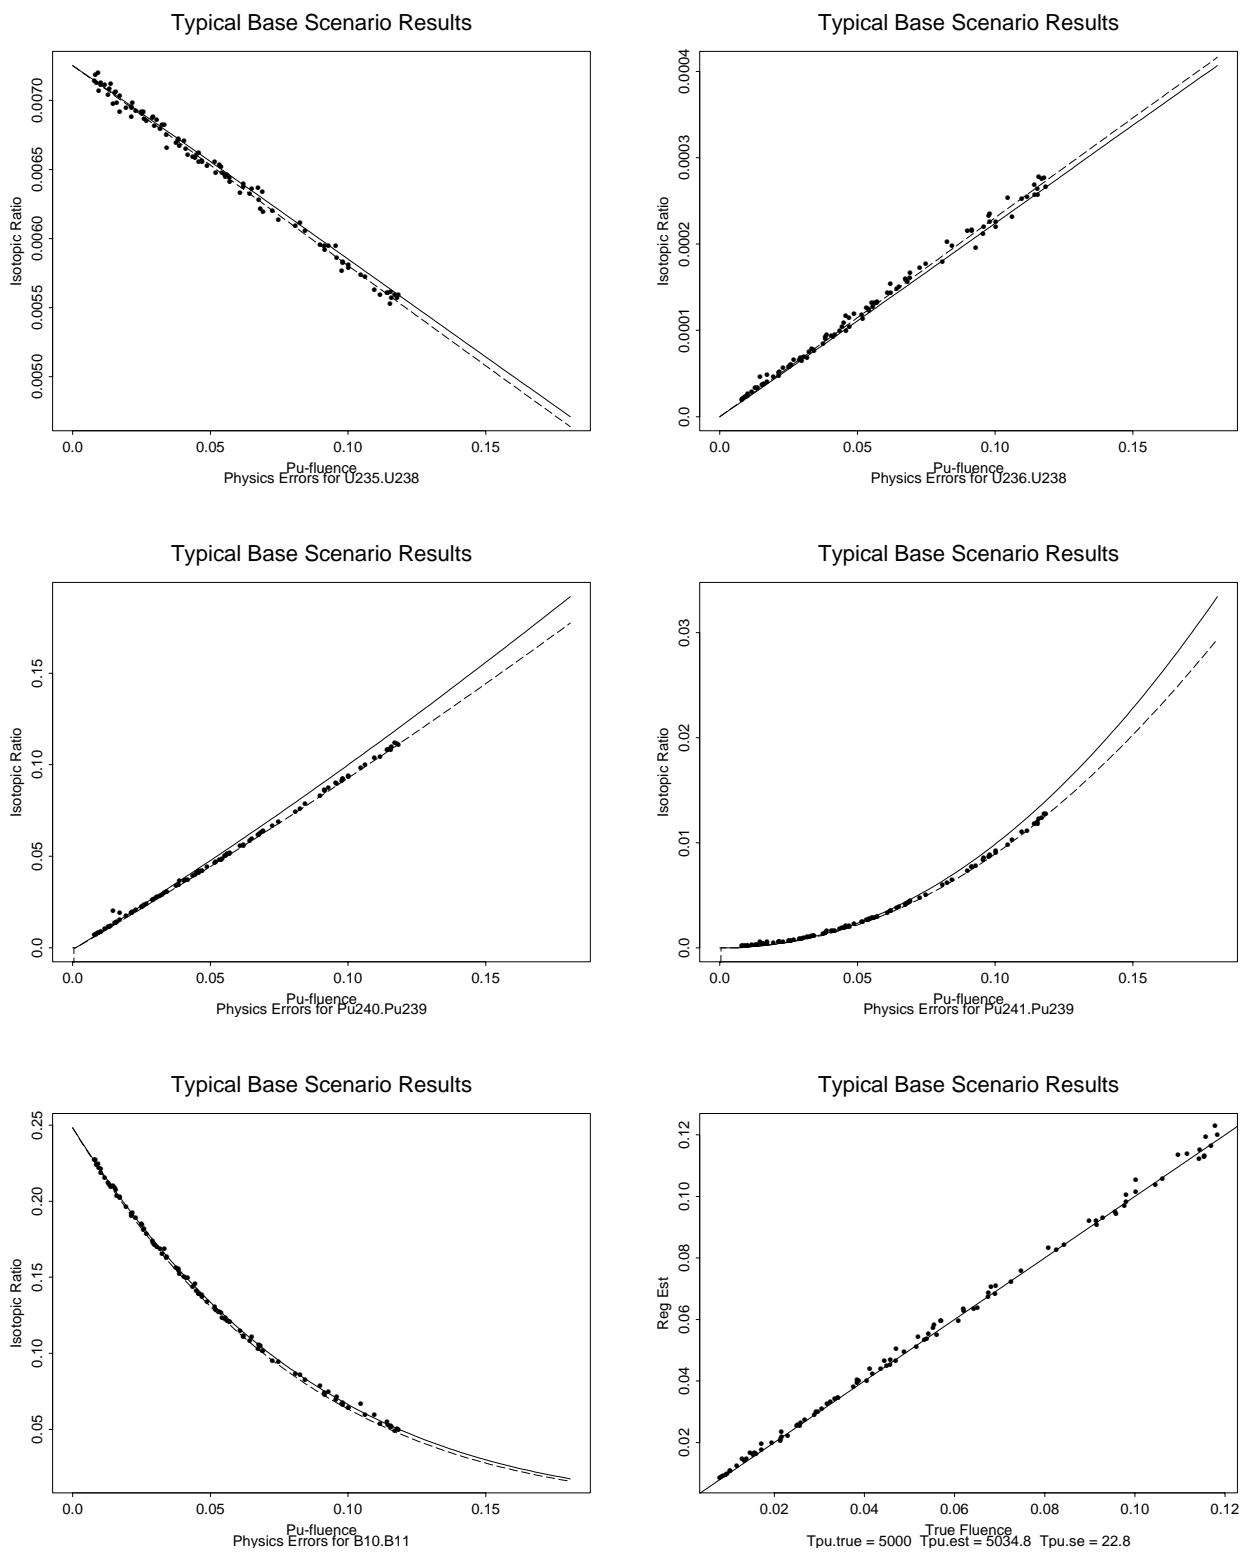 Typical Base Scenario Results
Isotopic Ratio
0.0070
0.0065
0.0060
0.0055
0.0050
0.0 0.05 0.10 0.15
Pu-fluence
Physics Errors for U235.U238
Typical Base Scenario Results
Isotopic Ratio
0.0004
0.0003
0.0002
0.0001
0.0
0.0 0.05 0.10 0.15
Pu-fluence
Physics Errors for U236.U238
Typical Base Scenario Results
Isotopic Ratio
0.15
0.10
0.05
0.0
0.0 0.05 0.10 0.15
Pu-fluence
Physics Errors for Pu240.Pu239
Typical Base Scenario Results
Isotopic Ratio
0.03
0.02
0.01
0.0
0.0 0.05 0.10 0.15
Pu-fluence
Physics Errors for Pu241.Pu239
Typical Base Scenario Results
Isotopic Ratio
0.25
0.20
0.15
0.10
0.05
0.0 0.05 0.10 0.15
Pu-fluence
Physics Errors for B10.B11
Typical Base Scenario Results
Reg Est
0.12
0.10
0.08
0.06
0.04
0.02
0.02 0.04 0.06 0.08 0.10 0.12
True Fluence
Tpu.true = 5000 Tpu.est = 5034.8 Tpu.se = 22.8